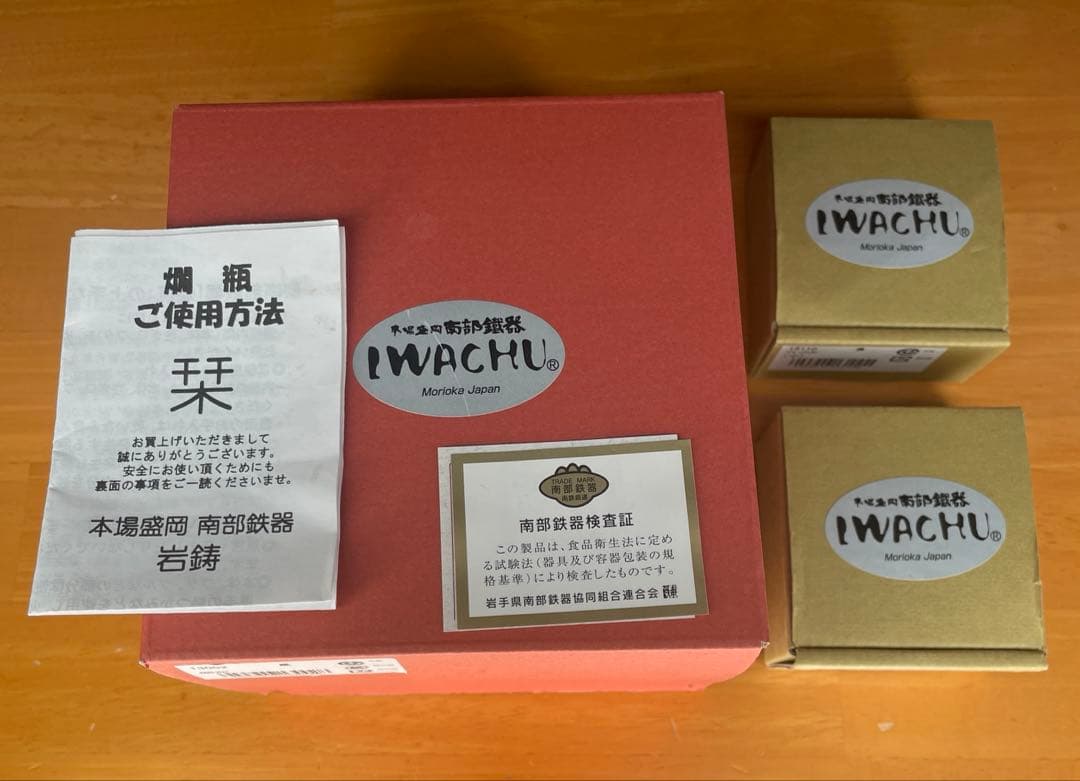 燗瓶
ご使用方法
栞
お買上げいただきまして
誠にありがとうございます。
安全にお使い頂くためにも
裏面の事項をご一読くださいませ。
本場盛岡 南部鉄器
岩鋳
本場盛岡南部鐵器
IWACHU®
Morioka Japan
TRADE MARK
南部鉄器
南部鉄器検査証
この製品は、食品衛生法に定め
る試験法(器具及び容器包装の規
格基準)により検査したものです。
岩手県南部鉄器協同組合連合会
本場盛岡南部鐵器
IWACHU®
Morioka Japan
本場盛岡南部鐵器
IWACHU®
Morioka Japan